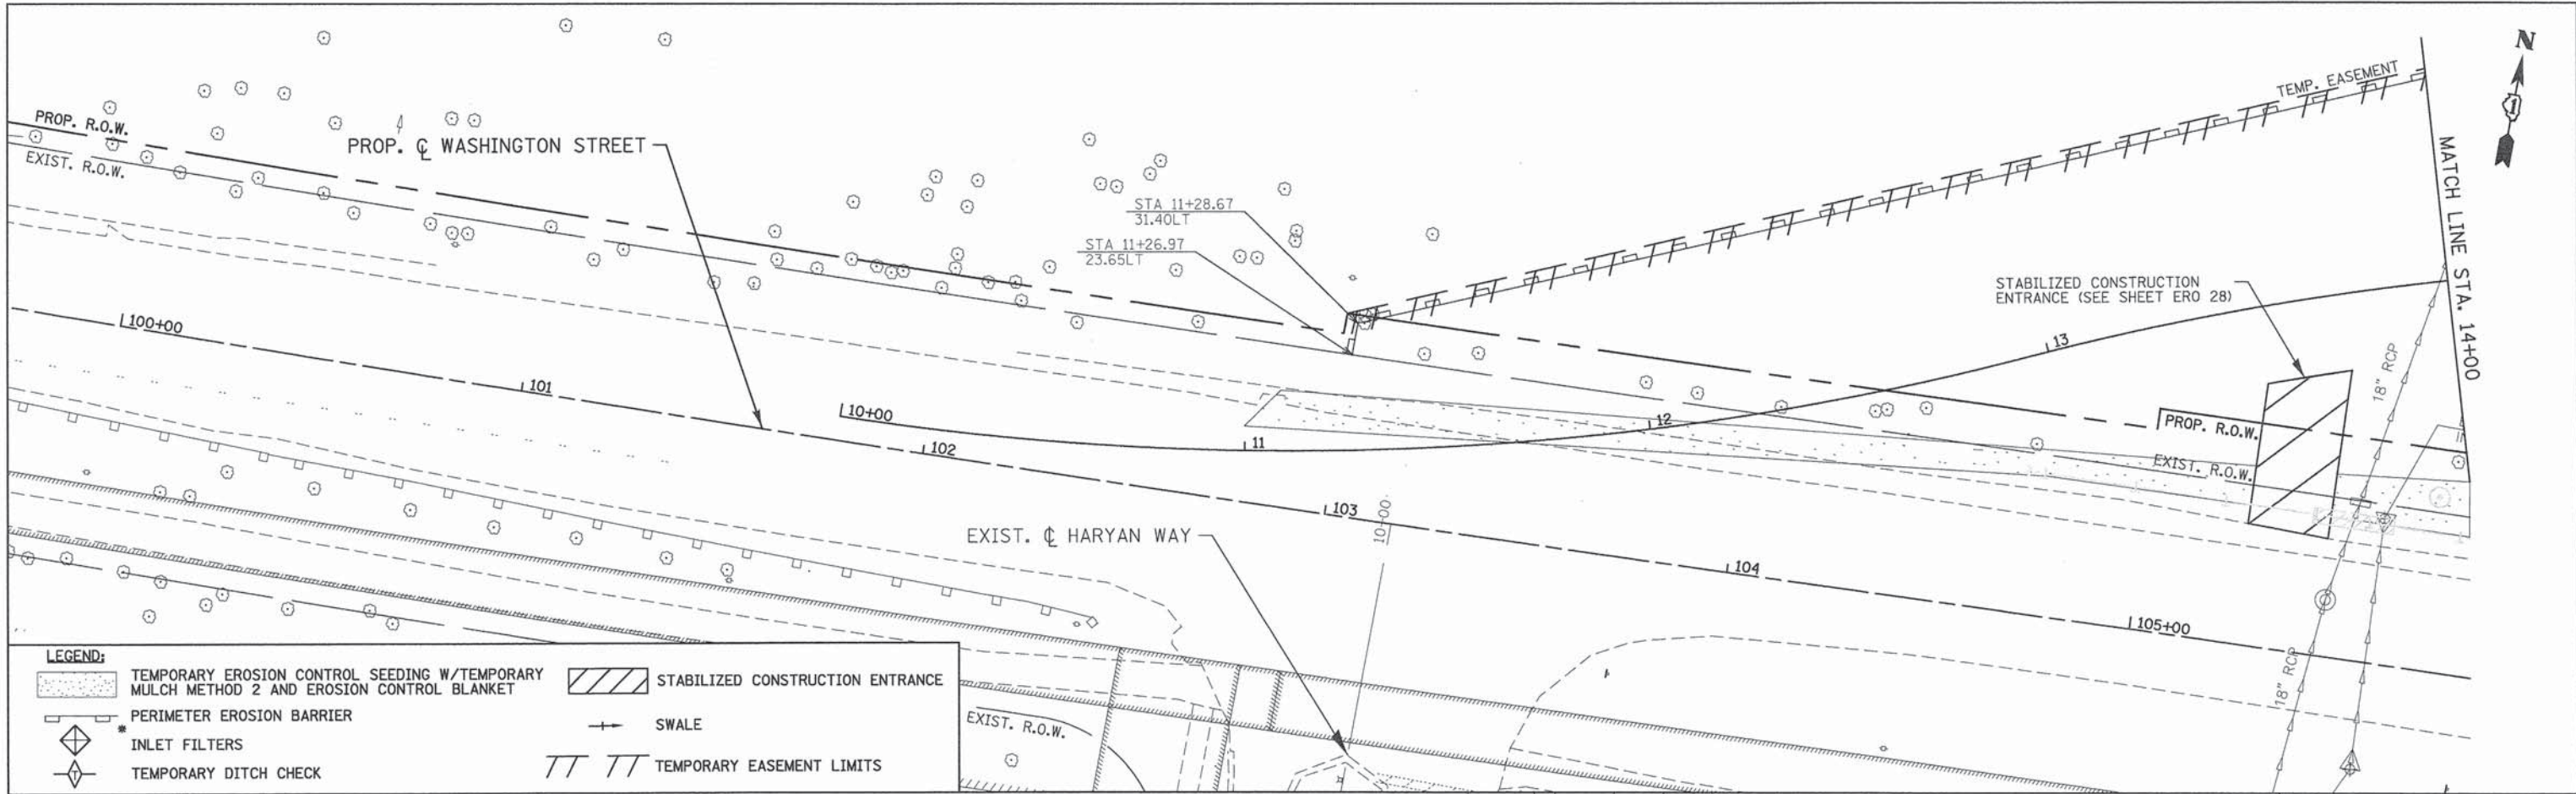 N
1
TEMP. EASEMENT
PROP. R.O.W.
EXIST. R.O.W.
PROP. ℄ WASHINGTON STREET
MATCH LINE STA. 14+00
STA 11+28.67
31.40LT
STA 11+26.97
23.65LT
STABILIZED CONSTRUCTION
ENTRANCE (SEE SHEET ERO 28)
100+00
101
102
103
104
105+00
10+00
11
12
13
18" RCP
PROP. R.O.W.
EXIST. R.O.W.
EXIST. ℄ HARYAN WAY
10+00
18" RCP
EXIST. R.O.W.
LEGEND:
TEMPORARY EROSION CONTROL SEEDING W/TEMPORARY
MULCH METHOD 2 AND EROSION CONTROL BLANKET
PERIMETER EROSION BARRIER
*
INLET FILTERS
T
TEMPORARY DITCH CHECK
STABILIZED CONSTRUCTION ENTRANCE
SWALE
TEMPORARY EASEMENT LIMITS